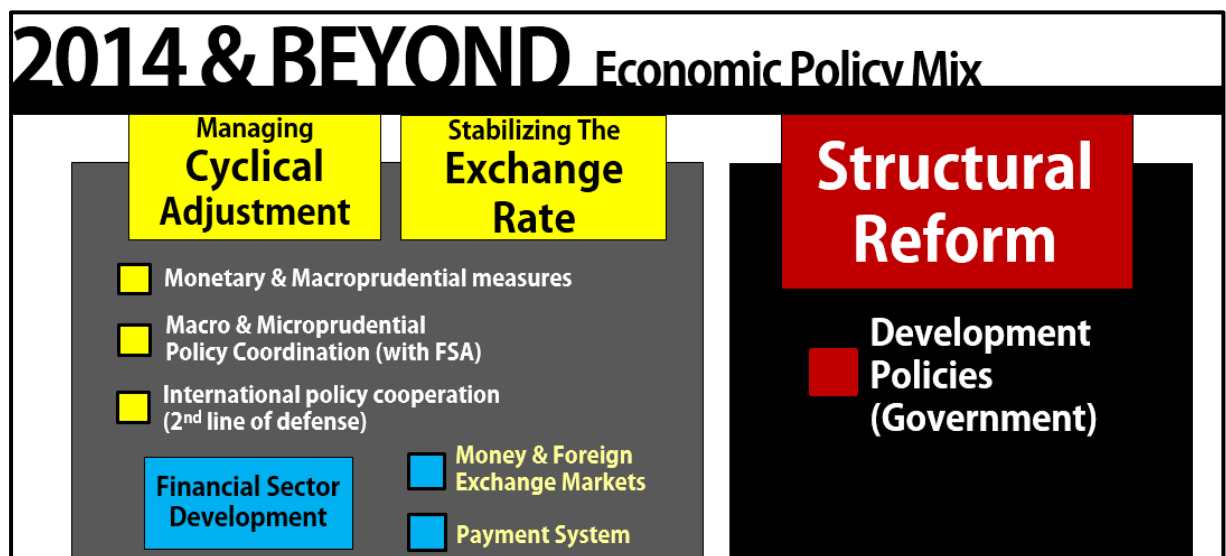 2014 & BEYOND Economic Policy Mix
Managing
Cyclical
Adjustment
Stabilizing The
Exchange
Rate
Monetary & Macroprudential measures
Macro & Microprudential
Policy Coordination (with FSA)
International policy cooperation
(2nd line of defense)
Financial Sector
Development
Money & Foreign
Exchange Markets
Payment System
Structural
Reform
Development
Policies
(Government)